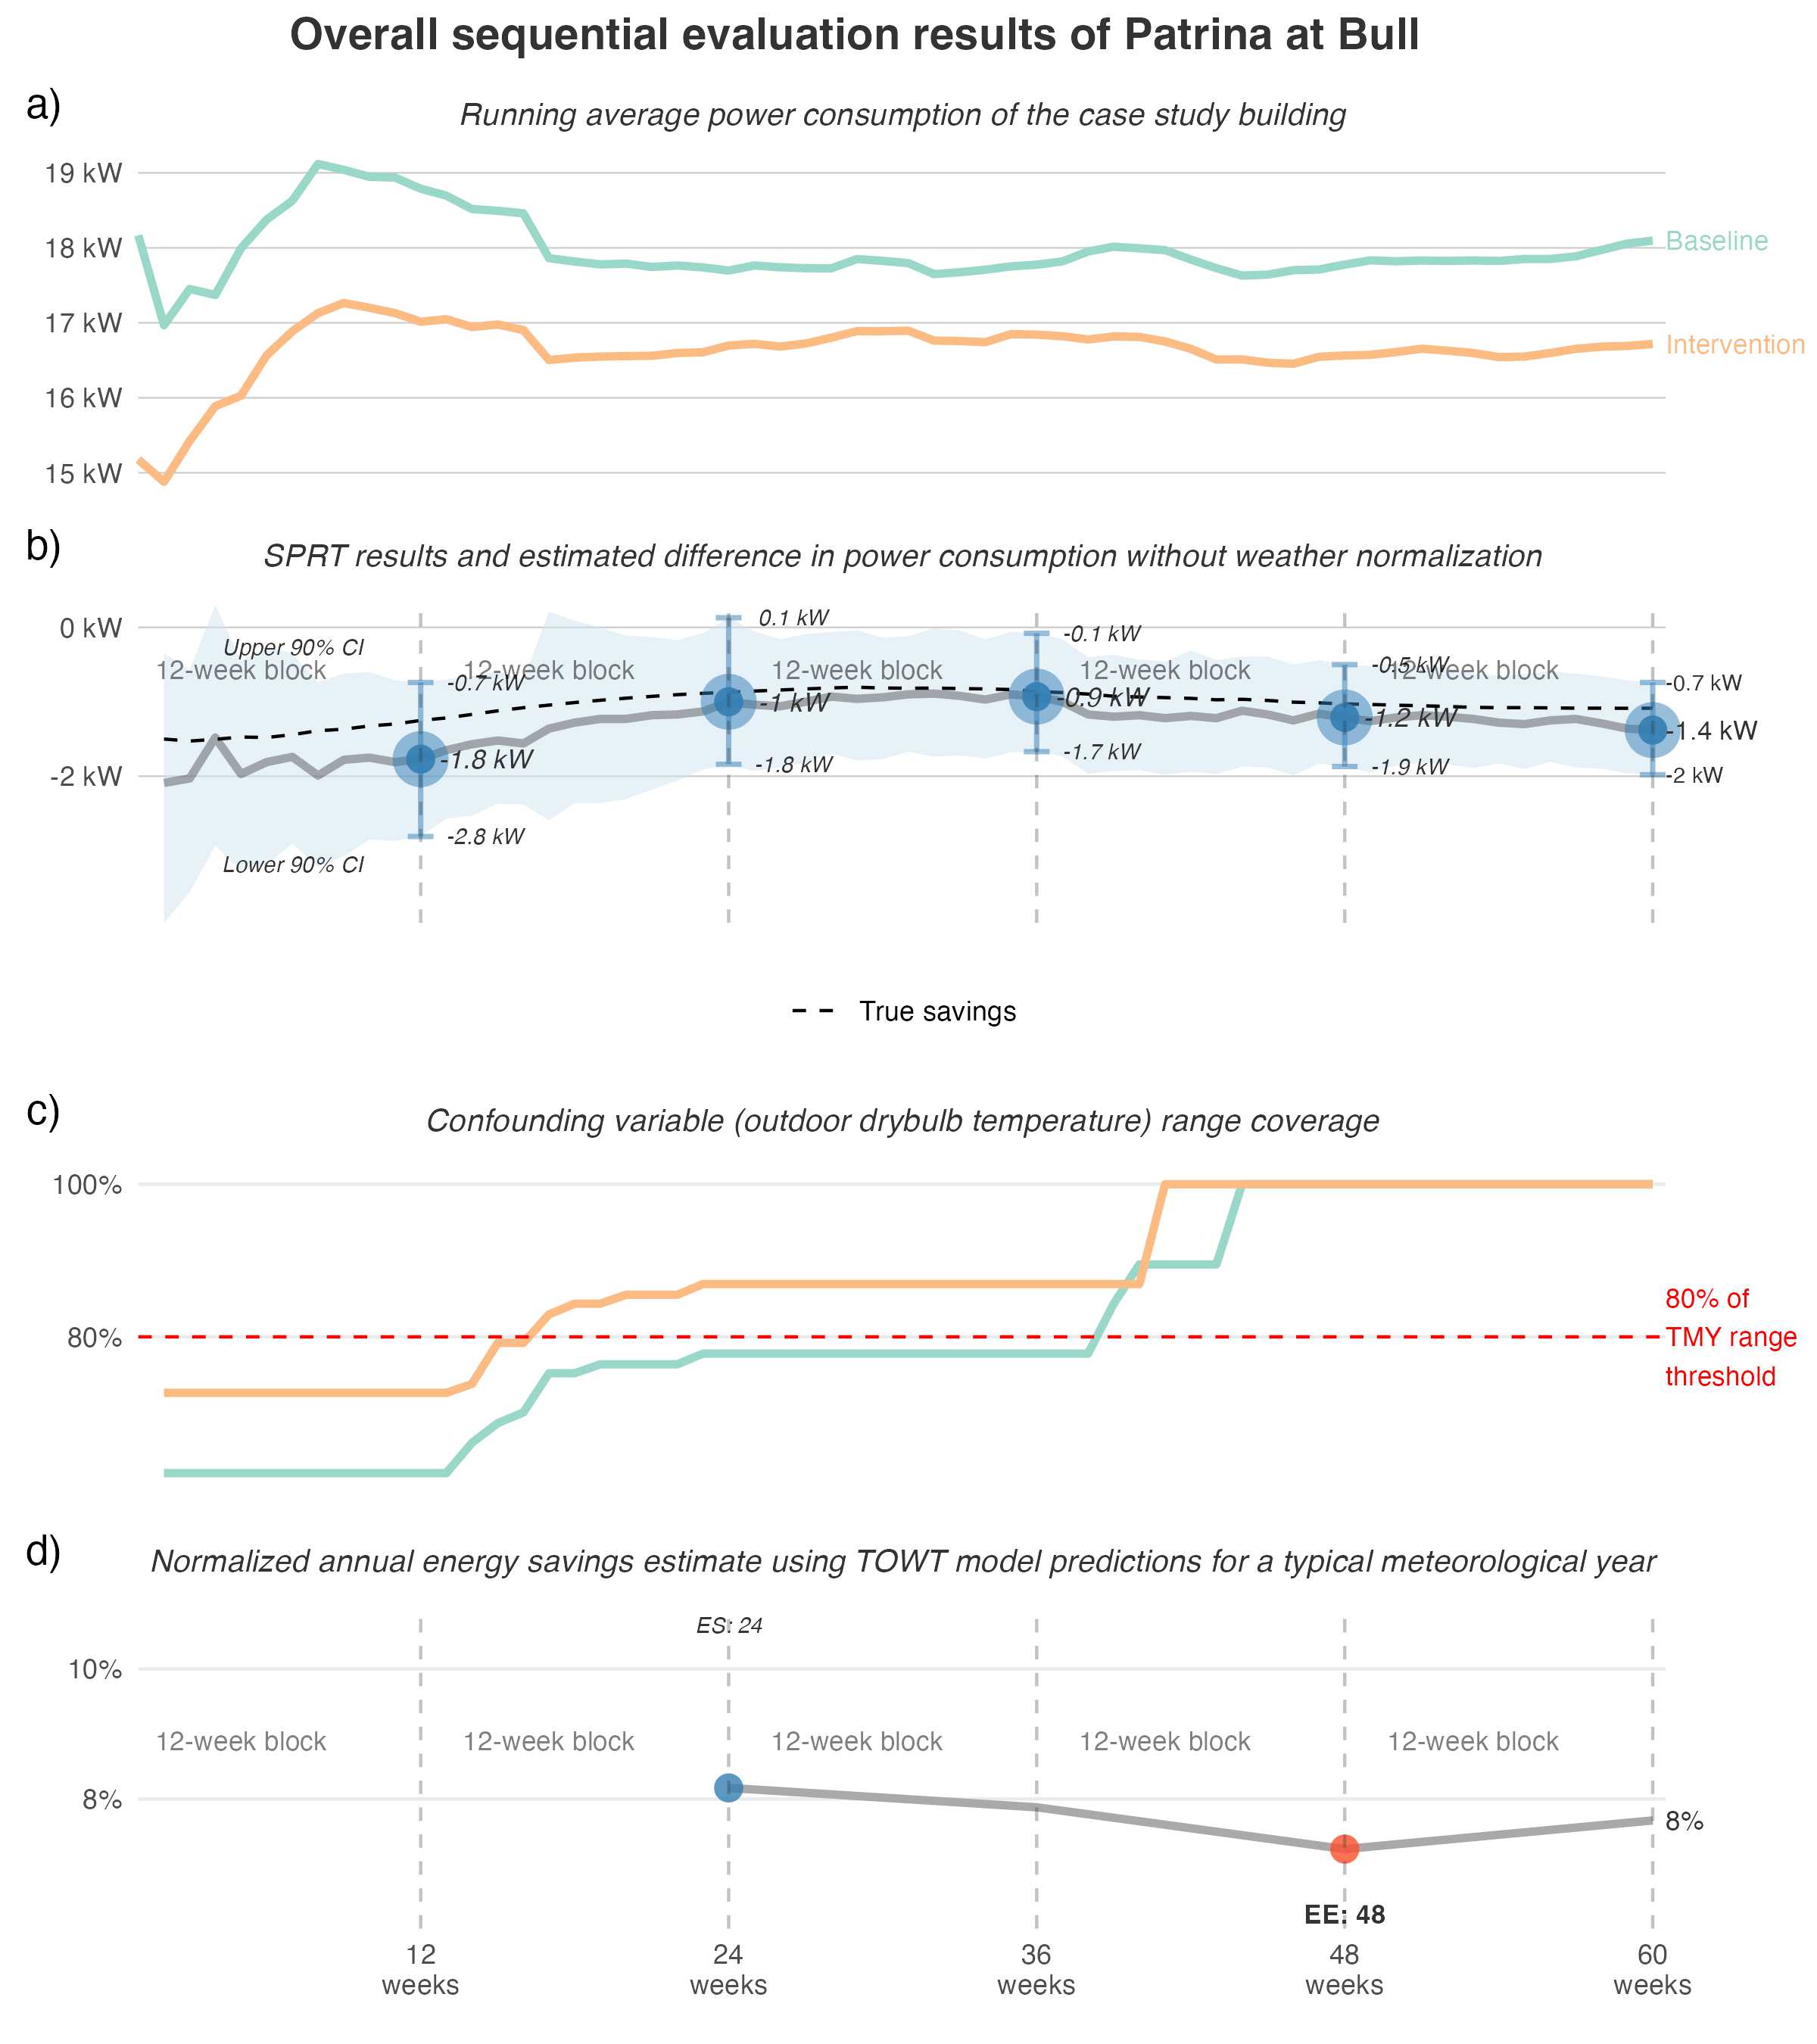 Overall sequential evaluation results of Patrina at Bull
a)
Running average power consumption of the case study building
19 kW
18 kW
17 kW
16 kW
15 kW
Baseline
Intervention
b)
SPRT results and estimated difference in power consumption without weather normalization
0 kW
-2 kW
Upper 90% CI
Lower 90% CI
12-week block
12-week block
12-week block
12-week block
12-week block
-0.7 kW
-1.8 kW
-2.8 kW
0.1 kW
-1 kW
-1.8 kW
-0.1 kW
-0.9 kW
-1.7 kW
-0.5 kW
-1.2 kW
-1.9 kW
-0.7 kW
-1.4 kW
-2 kW
True savings
c)
Confounding variable (outdoor drybulb temperature) range coverage
100%
80%
80% of
TMY range
threshold
d)
Normalized annual energy savings estimate using TOWT model predictions for a typical meteorological year
ES: 24
10%
8%
12-week block
12-week block
12-week block
12-week block
12-week block
8%
EE: 48
12
weeks
24
weeks
36
weeks
48
weeks
60
weeks